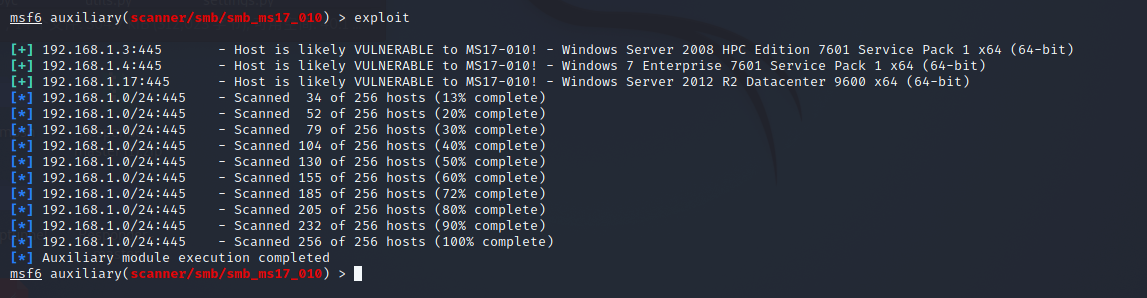 msf6 auxiliary(scanner/smb/smb_ms17_010) > exploit
[+] 192.168.1.3:445 - Host is likely VULNERABLE to MS17-010! - Windows Server 2008 HPC Edition 7601 Service Pack 1 x64 (64-bit)
[+] 192.168.1.4:445 - Host is likely VULNERABLE to MS17-010! - Windows 7 Enterprise 7601 Service Pack 1 x64 (64-bit)
[+] 192.168.1.17:445 - Host is likely VULNERABLE to MS17-010! - Windows Server 2012 R2 Datacenter 9600 x64 (64-bit)
[*] 192.168.1.0/24:445 - Scanned 34 of 256 hosts (13% complete)
[*] 192.168.1.0/24:445 - Scanned 52 of 256 hosts (20% complete)
[*] 192.168.1.0/24:445 - Scanned 79 of 256 hosts (30% complete)
[*] 192.168.1.0/24:445 - Scanned 104 of 256 hosts (40% complete)
[*] 192.168.1.0/24:445 - Scanned 130 of 256 hosts (50% complete)
[*] 192.168.1.0/24:445 - Scanned 155 of 256 hosts (60% complete)
[*] 192.168.1.0/24:445 - Scanned 185 of 256 hosts (72% complete)
[*] 192.168.1.0/24:445 - Scanned 205 of 256 hosts (80% complete)
[*] 192.168.1.0/24:445 - Scanned 232 of 256 hosts (90% complete)
[*] 192.168.1.0/24:445 - Scanned 256 of 256 hosts (100% complete)
[*] Auxiliary module execution completed
msf6 auxiliary(scanner/smb/smb_ms17_010) >